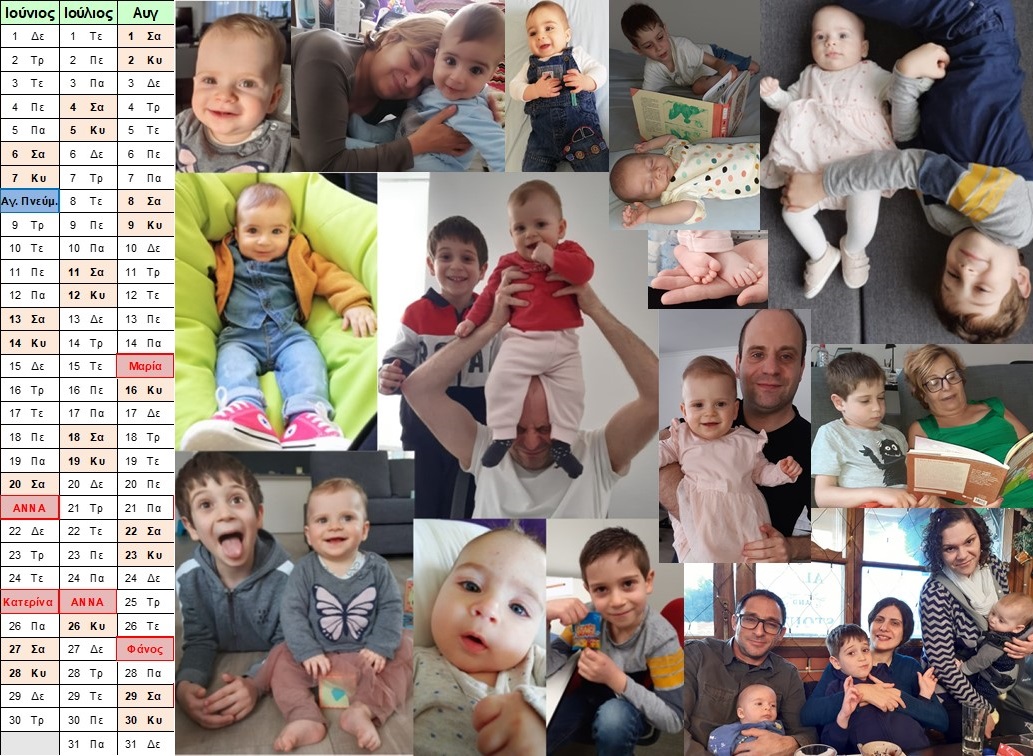 Ιούνιος Ιούλιος Αυγ
1 Δε 1 Τε 1 Σα
2 Τρ 2 Πε 2 Κυ
3 Τε 3 Πα 3 Δε
4 Πε 4 Σα 4 Τρ
5 Πα 5 Κυ 5 Τε
6 Σα 6 Δε 6 Πε
7 Κυ 7 Τρ 7 Πα
Αγ. Πνεύμ. 8 Τε 8 Σα
9 Τρ 9 Πε 9 Κυ
10 Τε 10 Πα 10 Δε
11 Πε 11 Σα 11 Τρ
12 Πα 12 Κυ 12 Τε
13 Σα 13 Δε 13 Πε
14 Κυ 14 Τρ 14 Πα
15 Δε 15 Τε Μαρία
16 Τρ 16 Πε 16 Κυ
17 Τε 17 Πα 17 Δε
18 Πε 18 Σα 18 Τρ
19 Πα 19 Κυ 19 Τε
20 Σα 20 Δε 20 Πε
ΑΝΝΑ 21 Τρ 21 Πα
22 Δε 22 Τε 22 Σα
23 Τρ 23 Πε 23 Κυ
24 Τε 24 Πα 24 Δε
Κατερίνα ΑΝΝΑ 25 Τρ
26 Πα 26 Κυ 26 Τε
27 Σα 27 Δε Φάνος
28 Κυ 28 Τρ 28 Πα
29 Δε 29 Τε 29 Σα
30 Τρ 30 Πε 30 Κυ
31 Πα 31 Δε